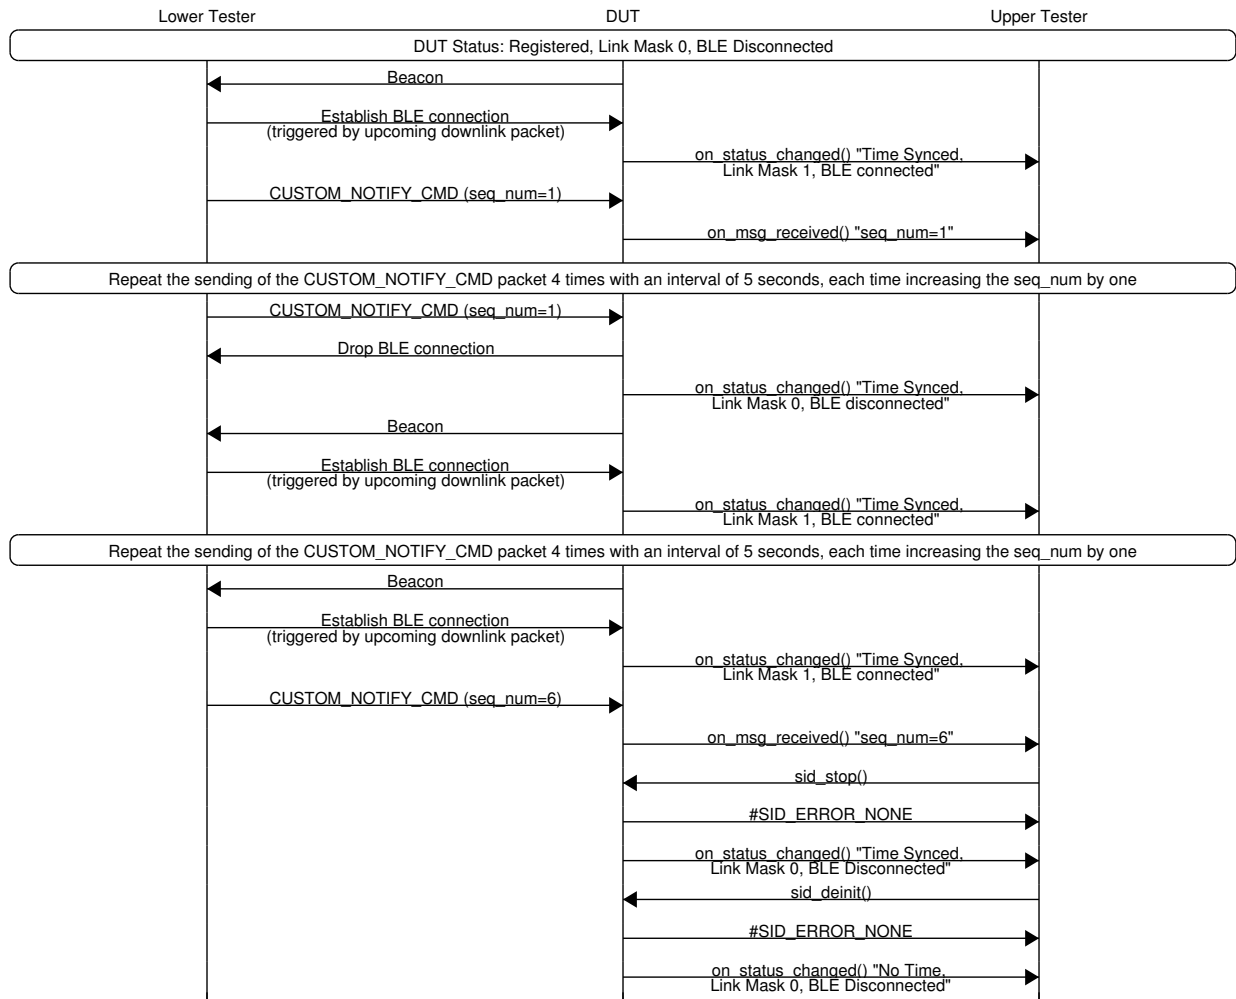 Lower Tester DUT Upper Tester
DUT Status: Registered, Link Mask 0, BLE Disconnected
Beacon
Establish BLE connection
(triggered by upcoming downlink packet)
on_status_changed() "Time Synced,
Link Mask 1, BLE connected"
CUSTOM_NOTIFY_CMD (seq_num=1)
on_msg_received() "seq_num=1"
Repeat the sending of the CUSTOM_NOTIFY_CMD packet 4 times with an interval of 5 seconds, each time increasing the seq_num by one
CUSTOM_NOTIFY_CMD (seq_num=1)
Drop BLE connection
on_status_changed() "Time Synced,
Link Mask 0, BLE disconnected"
Beacon
Establish BLE connection
(triggered by upcoming downlink packet)
on_status_changed() "Time Synced,
Link Mask 1, BLE connected"
Repeat the sending of the CUSTOM_NOTIFY_CMD packet 4 times with an interval of 5 seconds, each time increasing the seq_num by one
Beacon
Establish BLE connection
(triggered by upcoming downlink packet)
on_status_changed() "Time Synced,
Link Mask 1, BLE connected"
CUSTOM_NOTIFY_CMD (seq_num=6)
on_msg_received() "seq_num=6"
sid_stop()
#SID_ERROR_NONE
on_status_changed() "Time Synced,
Link Mask 0, BLE Disconnected"
sid_deinit()
#SID_ERROR_NONE
on_status_changed() "No Time,
Link Mask 0, BLE Disconnected"